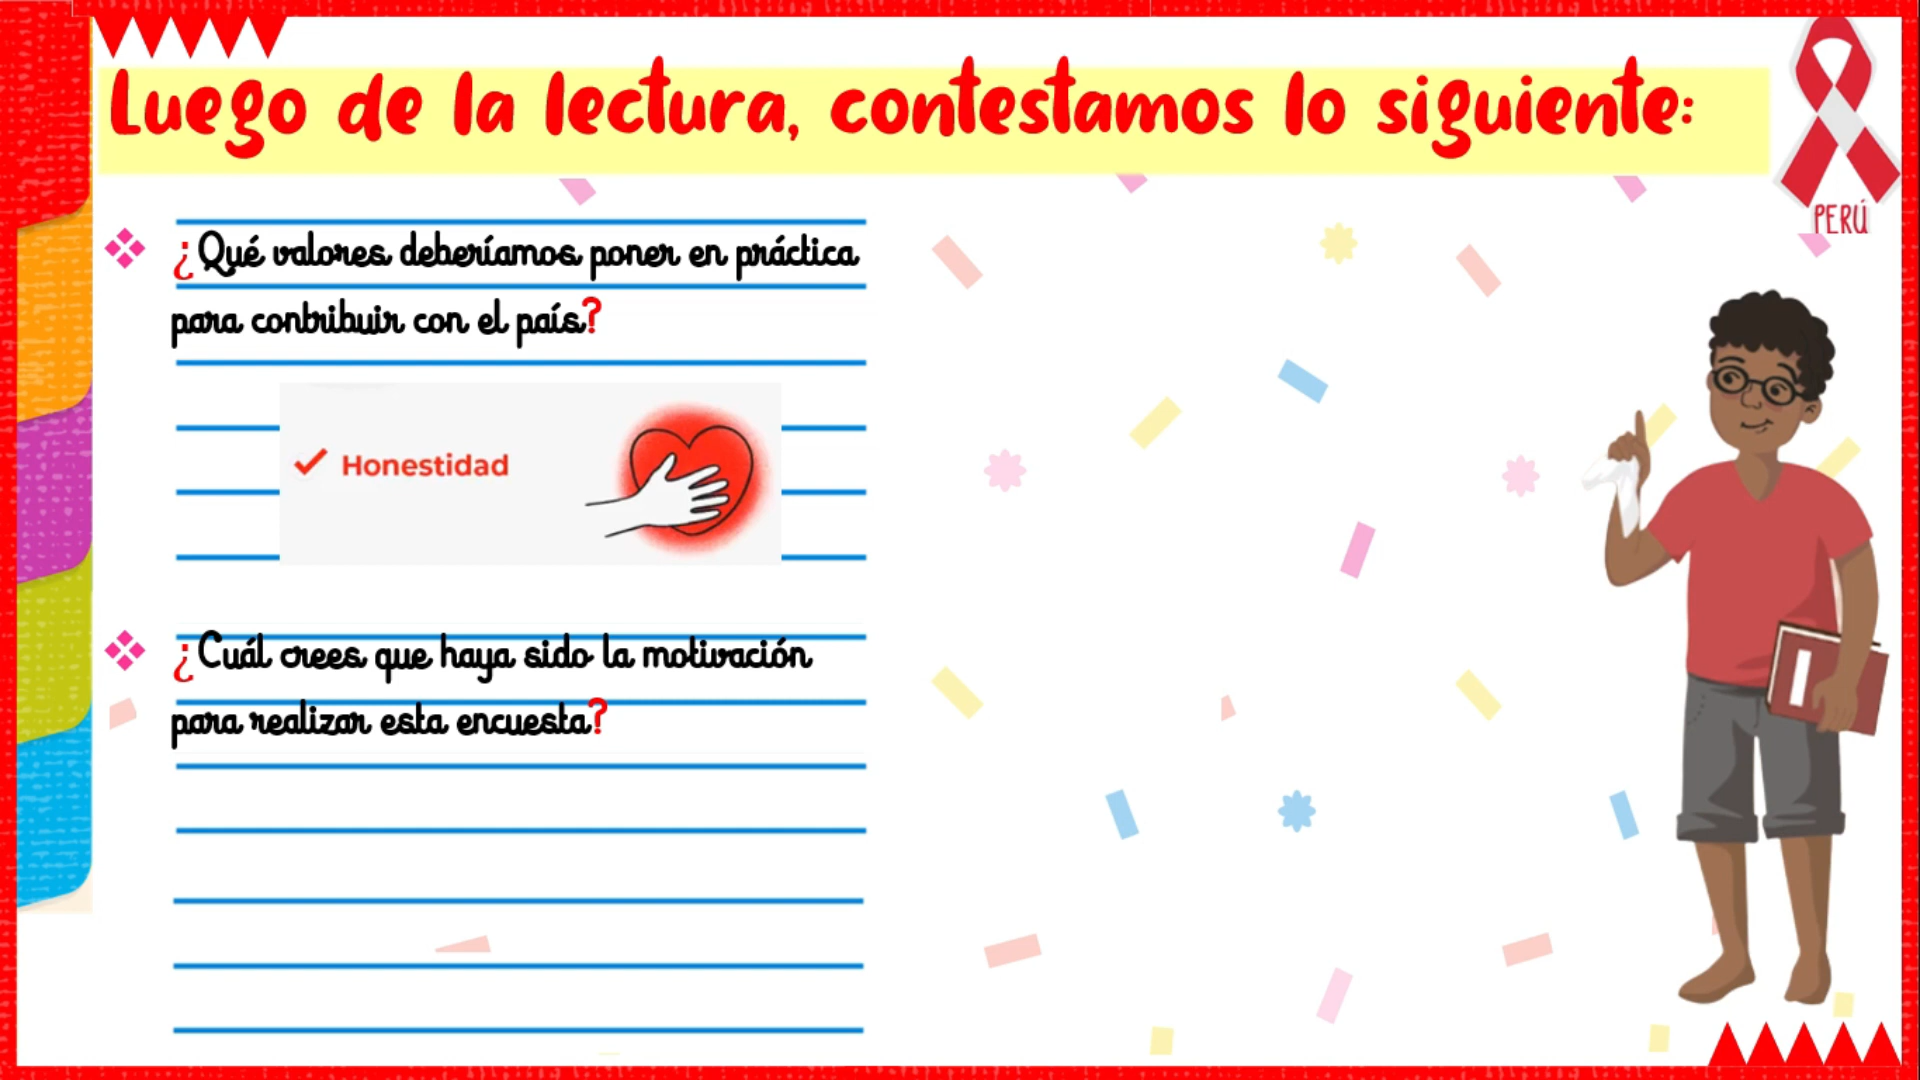 Luego de la lectura, contestamos lo siguiente:
PERÚ
❖ ¿Qué valores deberíamos poner en práctica
para contribuir con el país?
✓ Honestidad
❖ ¿Cuál crees que haya sido la motivación
para realizar esta encuesta?